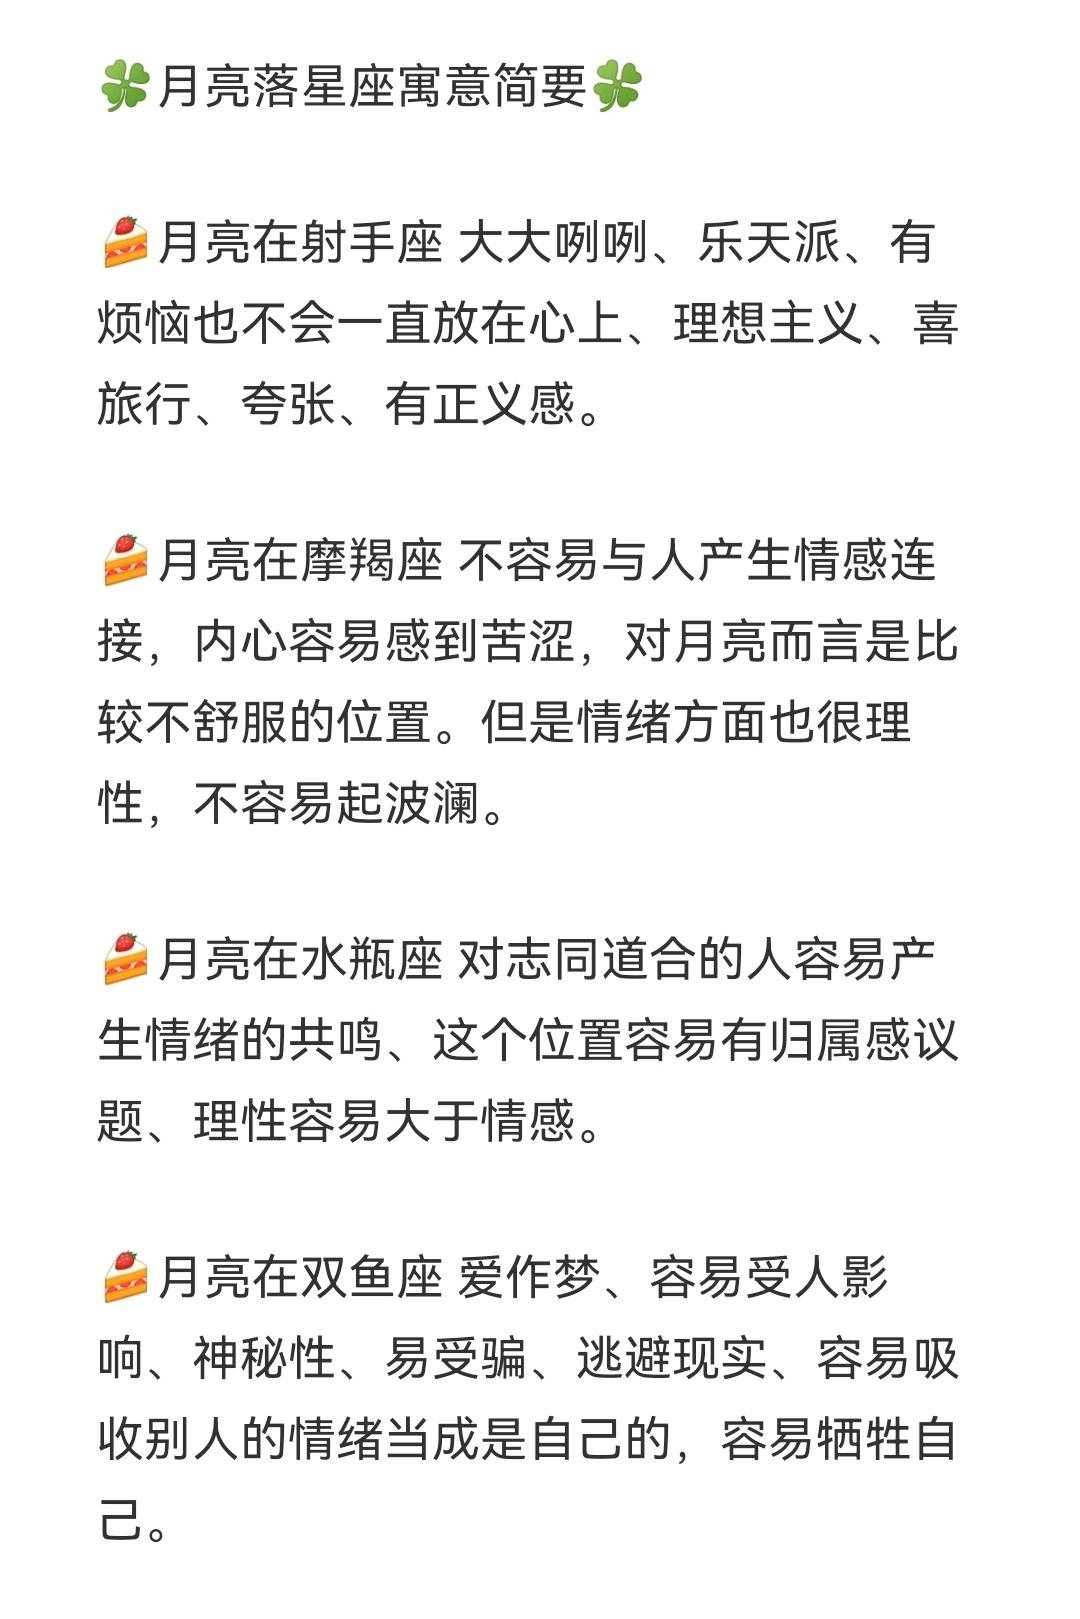 🍀月亮落星座寓意简要🍀
🍰月亮在射手座 大大咧咧、乐天派、有
烦恼也不会一直放在心上、理想主义、喜
旅行、夸张、有正义感。
🍰月亮在摩羯座 不容易与人产生情感连
接，内心容易感到苦涩，对月亮而言是比
较不舒服的位置。但是情绪方面也很理
性，不容易起波澜。
🍰月亮在水瓶座 对志同道合的人容易产
生情绪的共鸣、这个位置容易有归属感议
题、理性容易大于情感。
🍰月亮在双鱼座 爱作梦、容易受人影
响、神秘性、易受骗、逃避现实、容易吸
收别人的情绪当成是自己的，容易牺牲自
己。